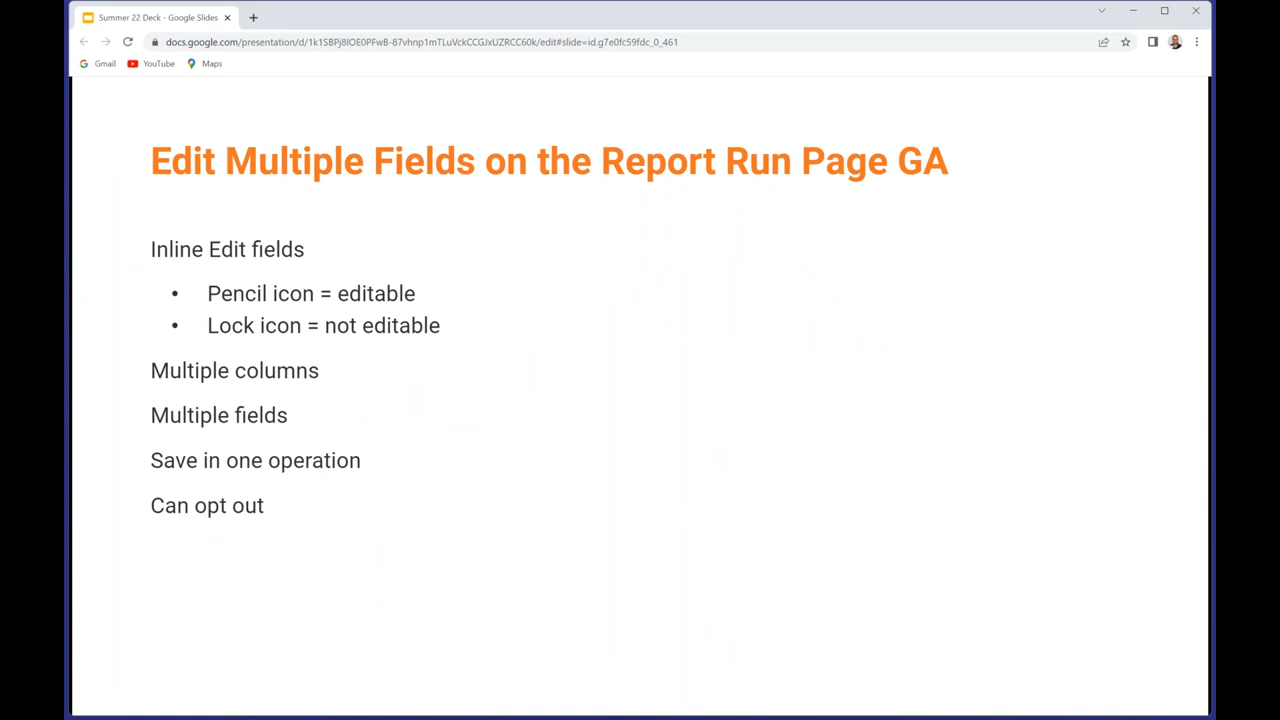 Summer 22 Deck - Google Slides
docs.google.com/presentation/d/1k1SBPj8lOE0PFwB-87vhnp1mTLuVckCCGJxUZRCC60k/edit#slide=id.g7e0fc59fdc_0_461
Gmail YouTube Maps
Edit Multiple Fields on the Report Run Page GA
Inline Edit fields
• Pencil icon = editable
• Lock icon = not editable
Multiple columns
Multiple fields
Save in one operation
Can opt out